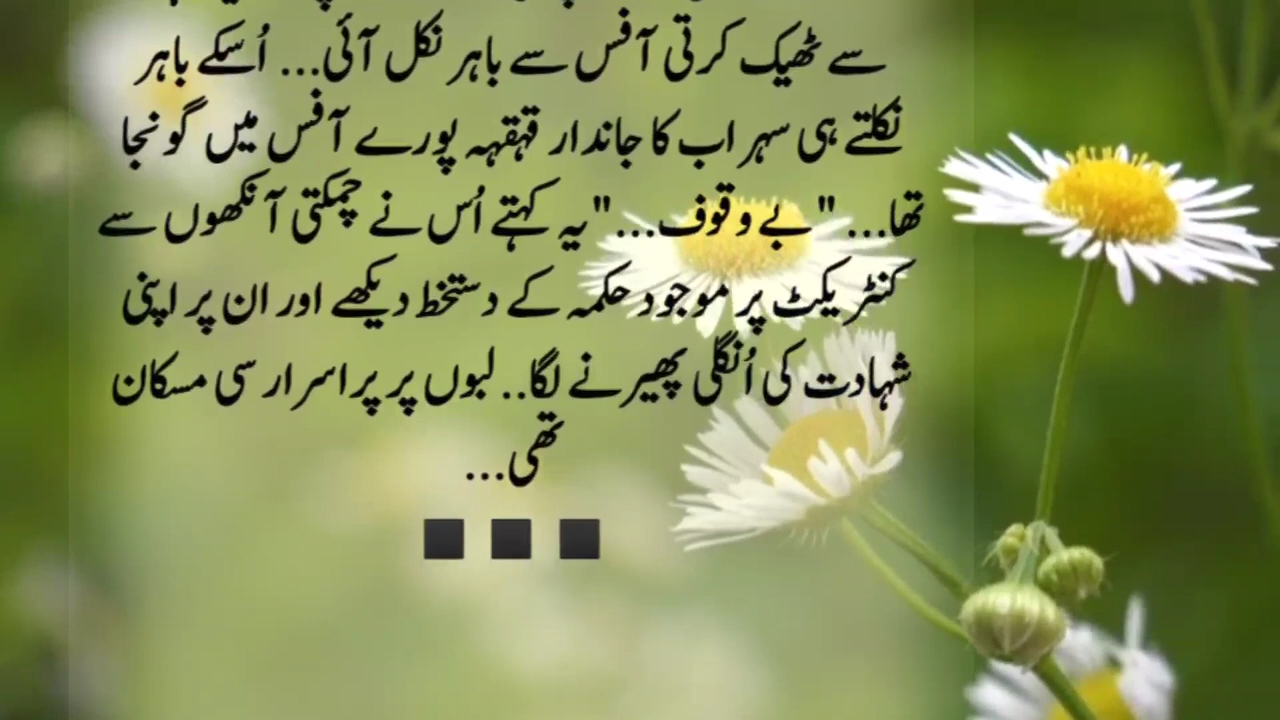 سے ٹھیک کرتی آفس سے باہر نکل آئی... اُسکے باہر
نکلتے ہی سہراب کا جاندار قہقہہ پورے آفس میں گونجا
تھا... "بے وقوف..." یہ کہتے اُس نے چمکتی آنکھوں سے
کنٹریکٹ پر موجود حکمہ کے دستخط دیکھے اور ان پر اپنی
شہادت کی اُنگلی پھیرنے لگا.. لبوں پر پراسرار سی مسکان
تھی...